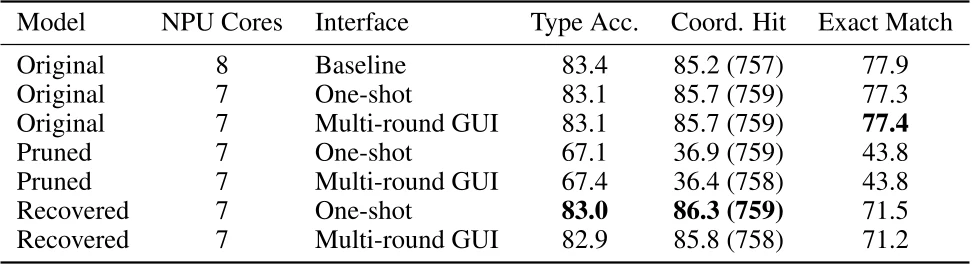 Model NPU Cores Interface Type Acc. Coord. Hit Exact Match
Original 8 Baseline 83.4 85.2 (757) 77.9
Original 7 One-shot 83.1 85.7 (759) 77.3
Original 7 Multi-round GUI 83.1 85.7 (759) 77.4
Pruned 7 One-shot 67.1 36.9 (759) 43.8
Pruned 7 Multi-round GUI 67.4 36.4 (758) 43.8
Recovered 7 One-shot 83.0 86.3 (759) 71.5
Recovered 7 Multi-round GUI 82.9 85.8 (758) 71.2